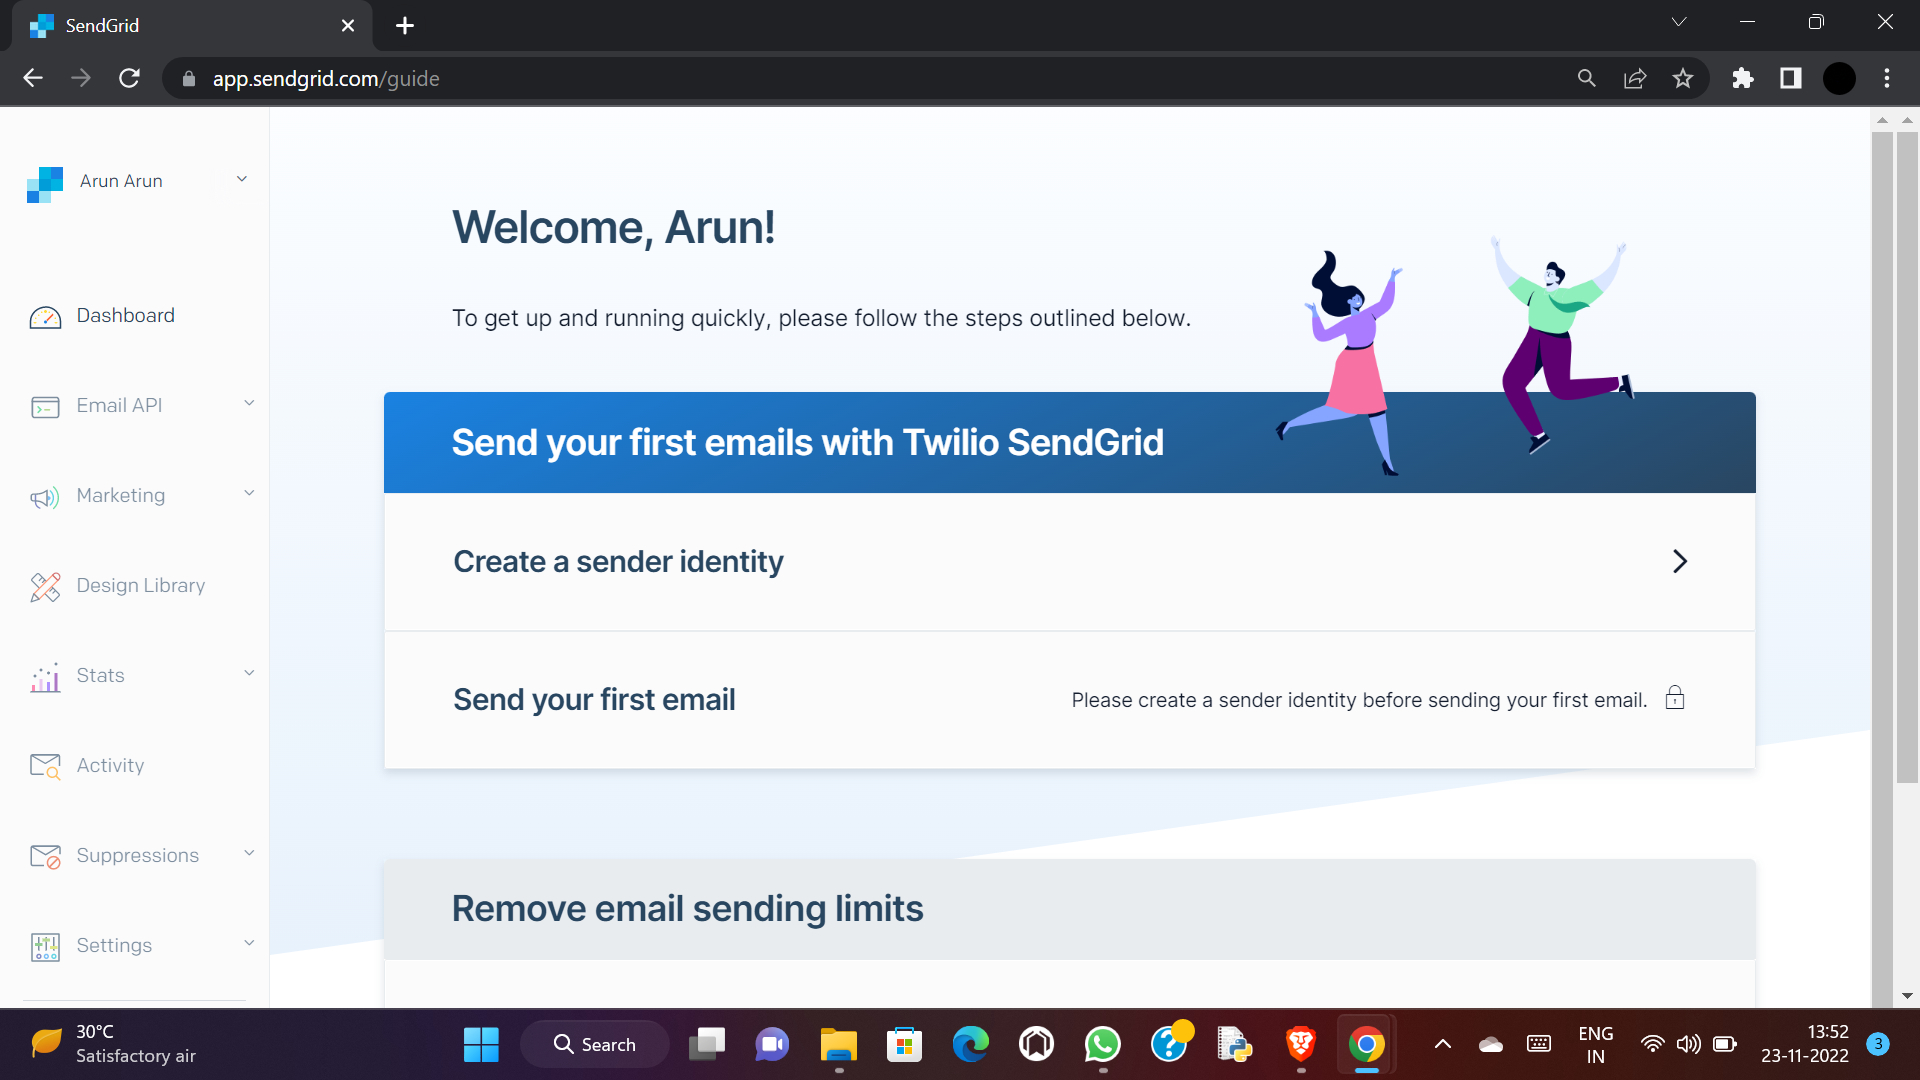 SendGrid
app.sendgrid.com/guide
Arun Arun
Dashboard
Email API
Marketing
Design Library
Stats
Activity
Suppressions
Settings
Welcome, Arun!
To get up and running quickly, please follow the steps outlined below.
Send your first emails with Twilio SendGrid
Create a sender identity
Send your first email
Please create a sender identity before sending your first email.
Remove email sending limits
30°C
Satisfactory air
Search
ENG
IN
13:52
23-11-2022
3